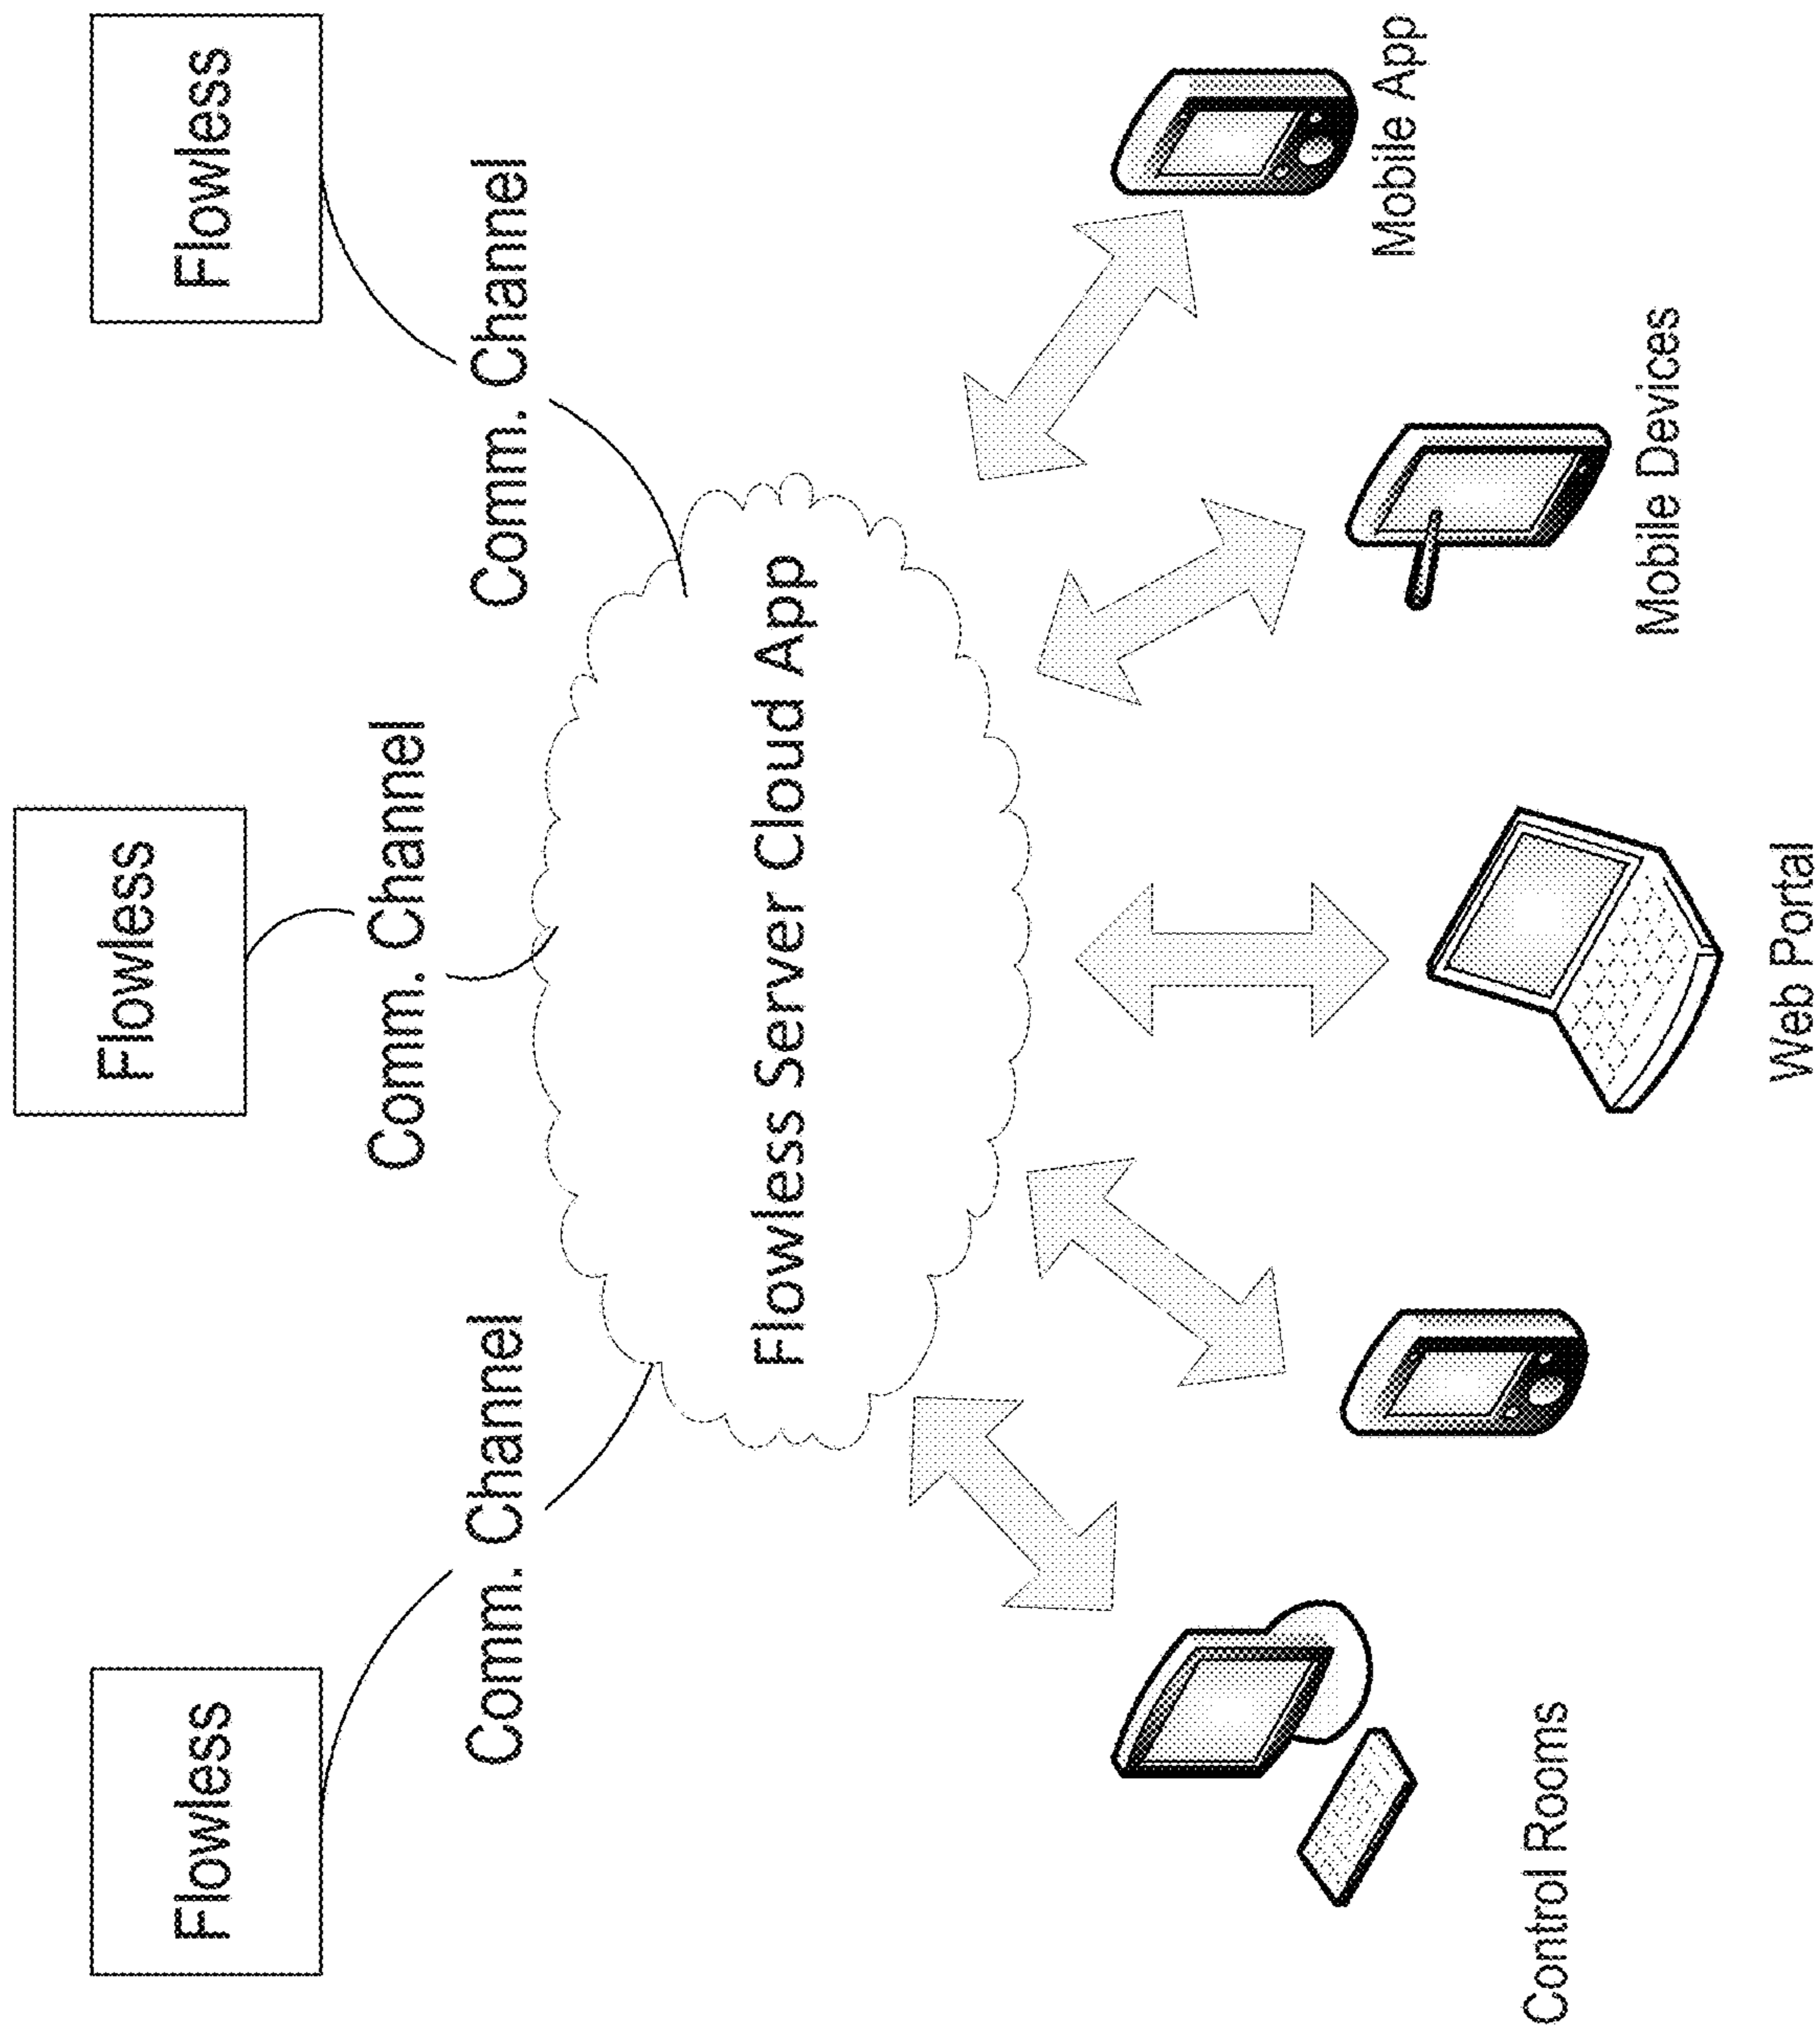 Flowless
Flowless
Flowless
Comm. Channel
Comm. Channel
Comm. Channel
Flowless Server Cloud App
Control Rooms
Web Portal
Mobile Devices
Mobile App